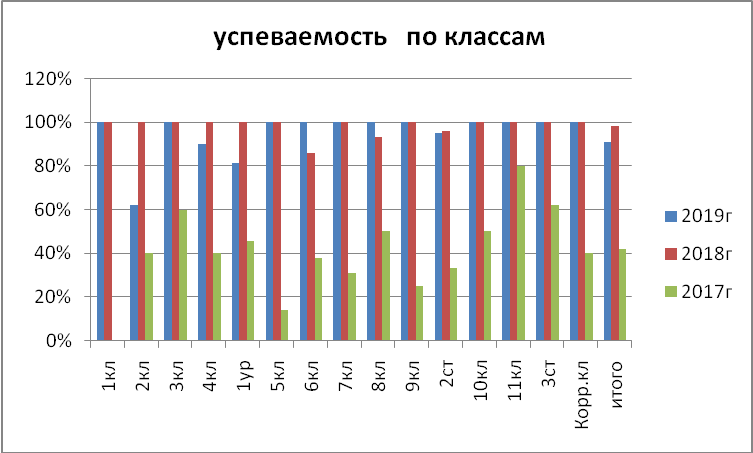 успеваемость по классам
120%
100%
80%
60%
40%
20%
0%
1кл
2кл
3кл
4кл
1ур
5кл
6кл
7кл
8кл
9кл
2ст
10кл
11кл
3ст
Корр.кл
итого
2019г
2018г
2017г